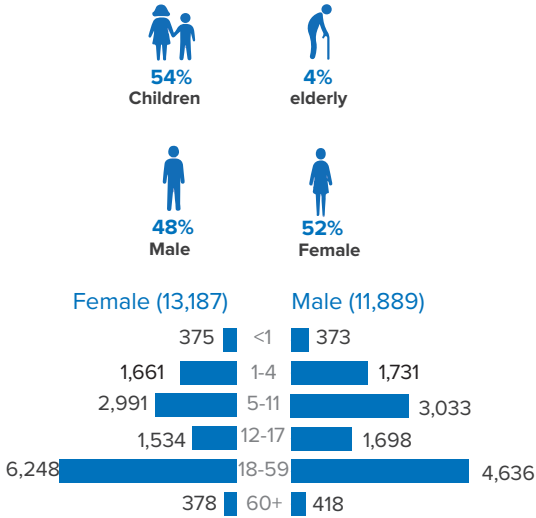 54% 4%
Children elderly
48% 52%
Male Female
Female (13,187) Male (11,889)
375 <1 373
1,661 1-4 1,731
2,991 5-11 3,033
1,534 12-17 1,698
6,248 18-59 4,636
378 60+ 418